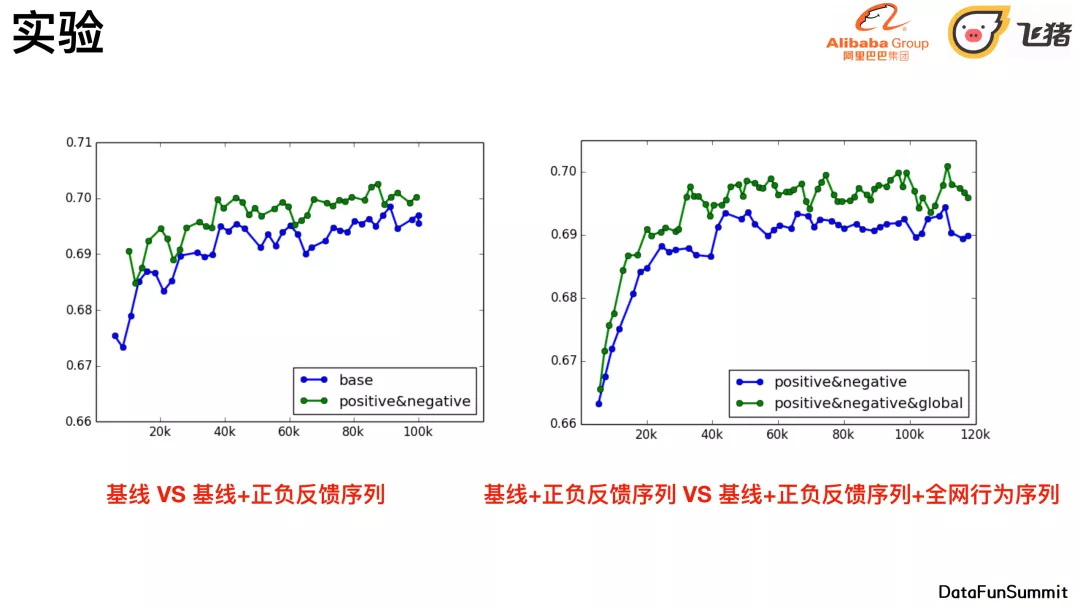 实验
Alibaba Group
阿里巴巴集团
飞猪
0.71
0.70
0.69
0.68
0.67
0.66
20k
40k
60k
80k
100k
base
positive&negative
0.70
0.69
0.68
0.67
0.66
20k
40k
60k
80k
100k
120k
positive&negative
positive&negative&global
基线 VS 基线+正负反馈序列
基线+正负反馈序列 VS 基线+正负反馈序列+全网行为序列
DataFunSummit